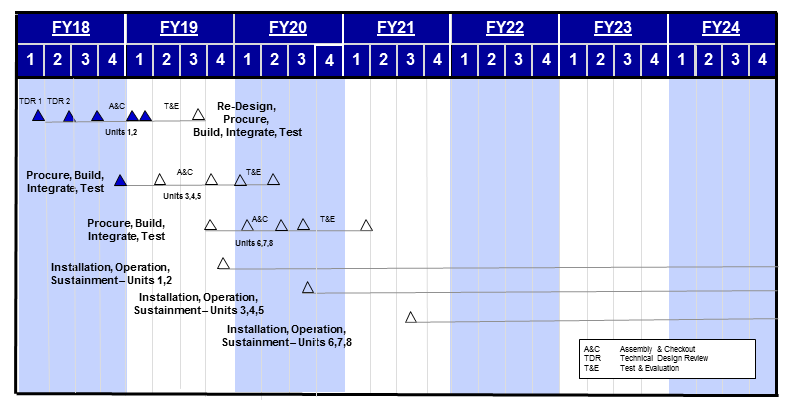 FY18 FY19 FY20 FY21 FY22 FY23 FY24
1 2 3 4 1 2 3 4 1 2 3 4 1 2 3 4 1 2 3 4 1 2 3 4 1 2 3 4
TDR 1 TDR 2 A&C T&E
Units 1,2
Re-Design,
Procure,
Build, Integrate, Test
Procure, Build,
Integrate, Test
A&C T&E
Units 3,4,5
Procure, Build,
Integrate, Test
A&C T&E
Units 6,7,8
Installation, Operation,
Sustainment – Units 1,2
Installation, Operation,
Sustainment – Units 3,4,5
Installation, Operation,
Sustainment – Units 6,7,8
A&C Assembly & Checkout
TDR Technical Design Review
T&E Test & Evaluation